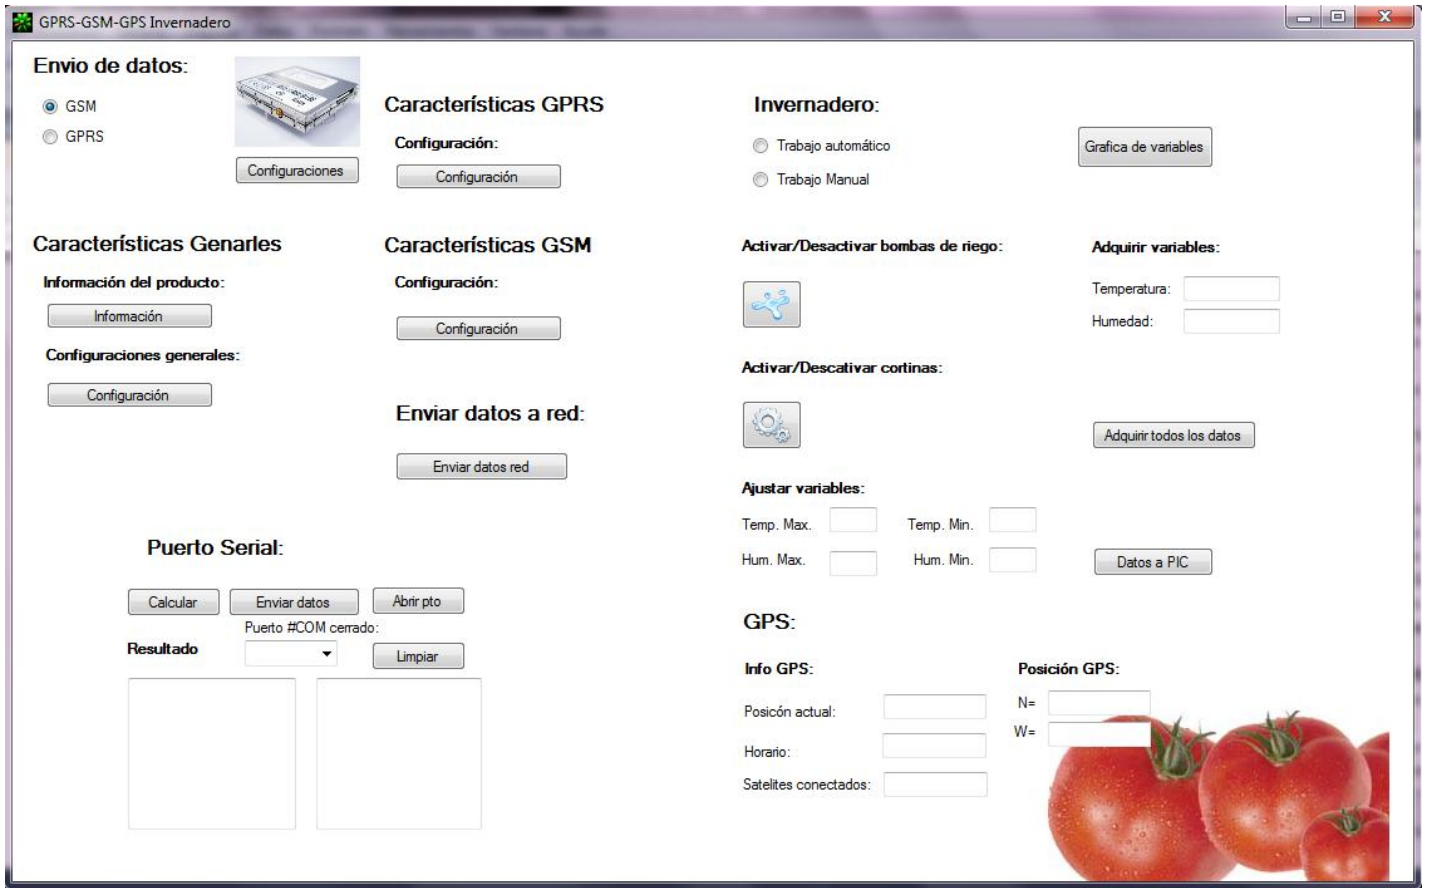 GPRS-GSM-GPS Invernadero
Envio de datos:
GSM
GPRS
Configuraciones
Características GPRS
Configuración:
Configuración
Características Genarles
Información del producto:
Información
Configuraciones generales:
Configuración
Características GSM
Configuración:
Configuración
Enviar datos a red:
Enviar datos red
Puerto Serial:
Calcular
Enviar datos
Abrir pto
Puerto #COM cerrado:
Resultado
Limpiar
Invernadero:
Trabajo automático
Trabajo Manual
Grafica de variables
Activar/Desactivar bombas de riego:
Adquirir variables:
Temperatura:
Humedad:
Activar/Descativar cortinas:
Adquirir todos los datos
Ajustar variables:
Temp. Max.
Temp. Min.
Hum. Max.
Hum. Min.
Datos a PIC
GPS:
Info GPS:
Posicón actual:
Horario:
Satelites conectados:
Posición GPS:
N=
W=